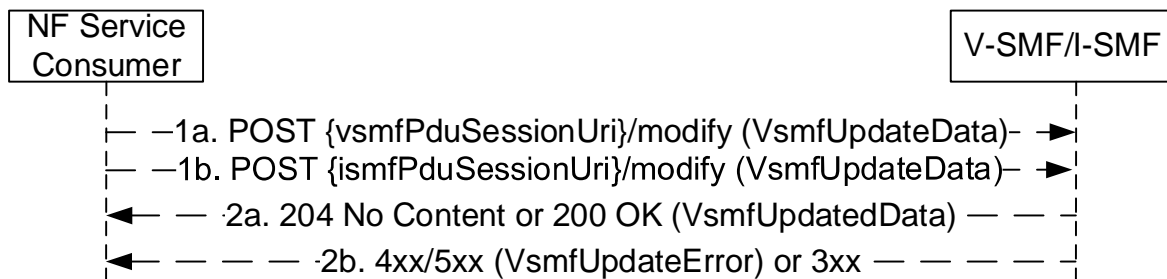 NF Service
Consumer
V-SMF/I-SMF
1a. POST {vsmfPduSessionUri}/modify (VsmfUpdateData)
1b. POST {ismfPduSessionUri}/modify (VsmfUpdateData)
2a. 204 No Content or 200 OK (VsmfUpdatedData)
2b. 4xx/5xx (VsmfUpdateError) or 3xx